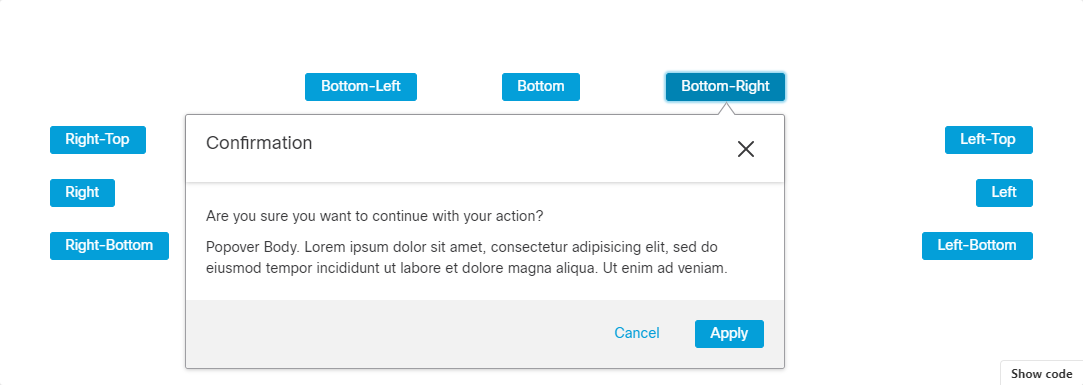 Bottom-Left
Bottom
Bottom-Right
Right-Top
Left-Top
Right
Left
Right-Bottom
Left-Bottom
Confirmation
Are you sure you want to continue with your action?
Popover Body. Lorem ipsum dolor sit amet, consectetur adipisicing elit, sed do
eiusmod tempor incididunt ut labore et dolore magna aliqua. Ut enim ad veniam.
Cancel
Apply
Show code